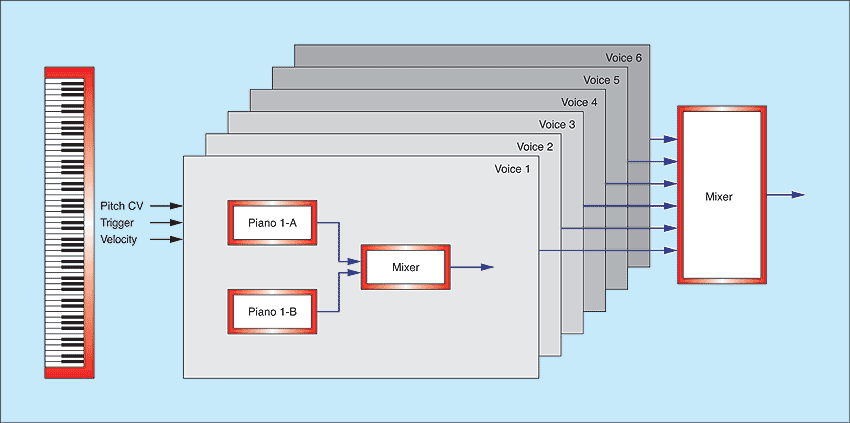 Voice 6
Voice 5
Voice 4
Voice 3
Voice 2
Voice 1
Pitch CV
Trigger
Velocity
Piano 1-A
Mixer
Piano 1-B
Mixer